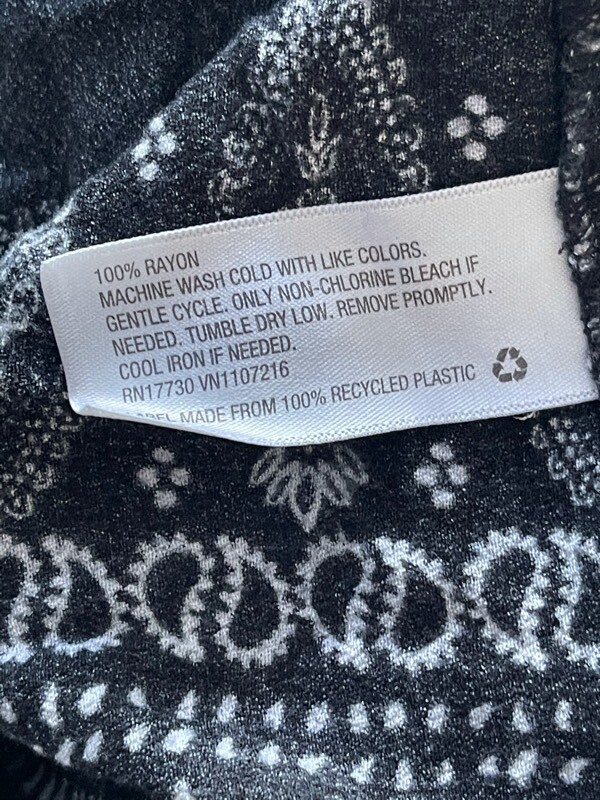 100% RAYON
MACHINE WASH COLD WITH LIKE COLORS.
GENTLE CYCLE. ONLY NON-CHLORINE BLEACH IF
NEEDED. TUMBLE DRY LOW. REMOVE PROMPTLY.
COOL IRON IF NEEDED.
RN17730 VN1107216
MADE FROM 100% RECYCLED PLASTIC